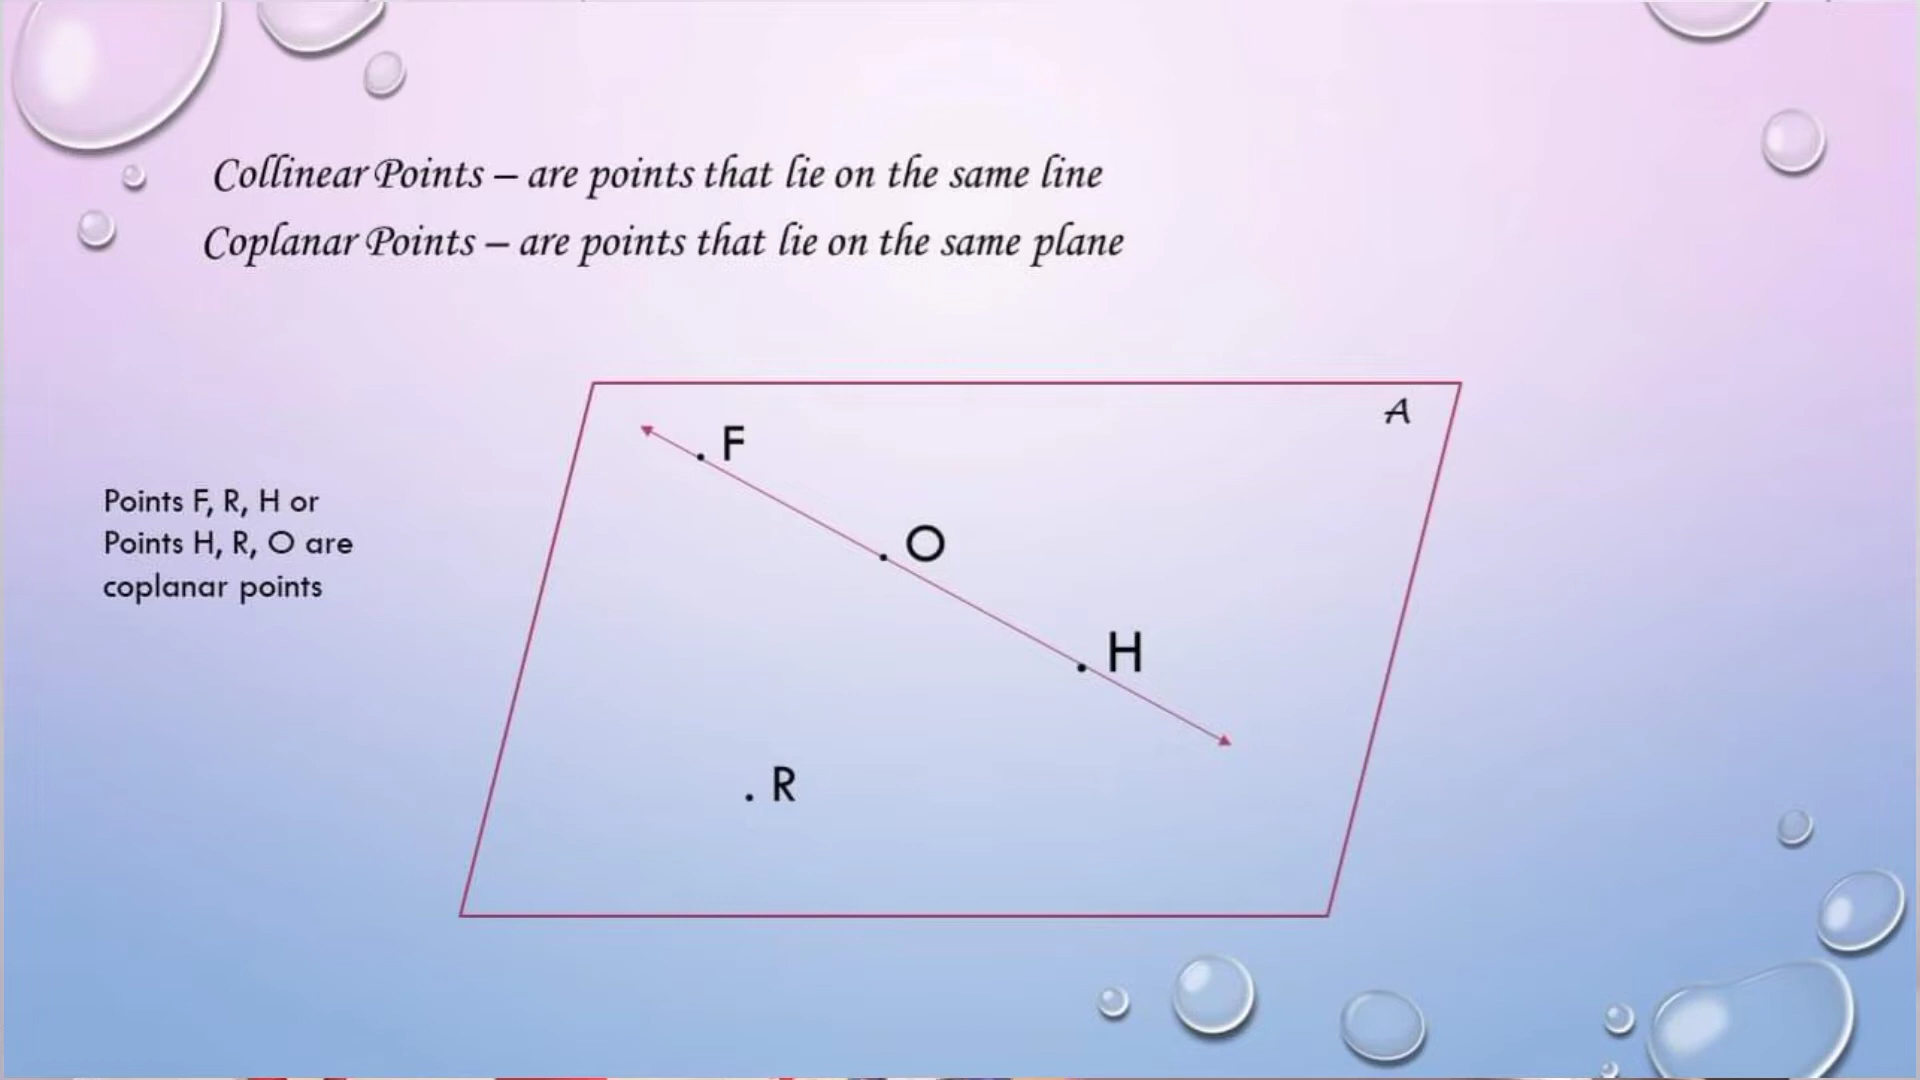 Collinear Points – are points that lie on the same line
Coplanar Points – are points that lie on the same plane
A
. F
. O
Points F, R, H or
Points H, R, O are
coplanar points
. H
. R